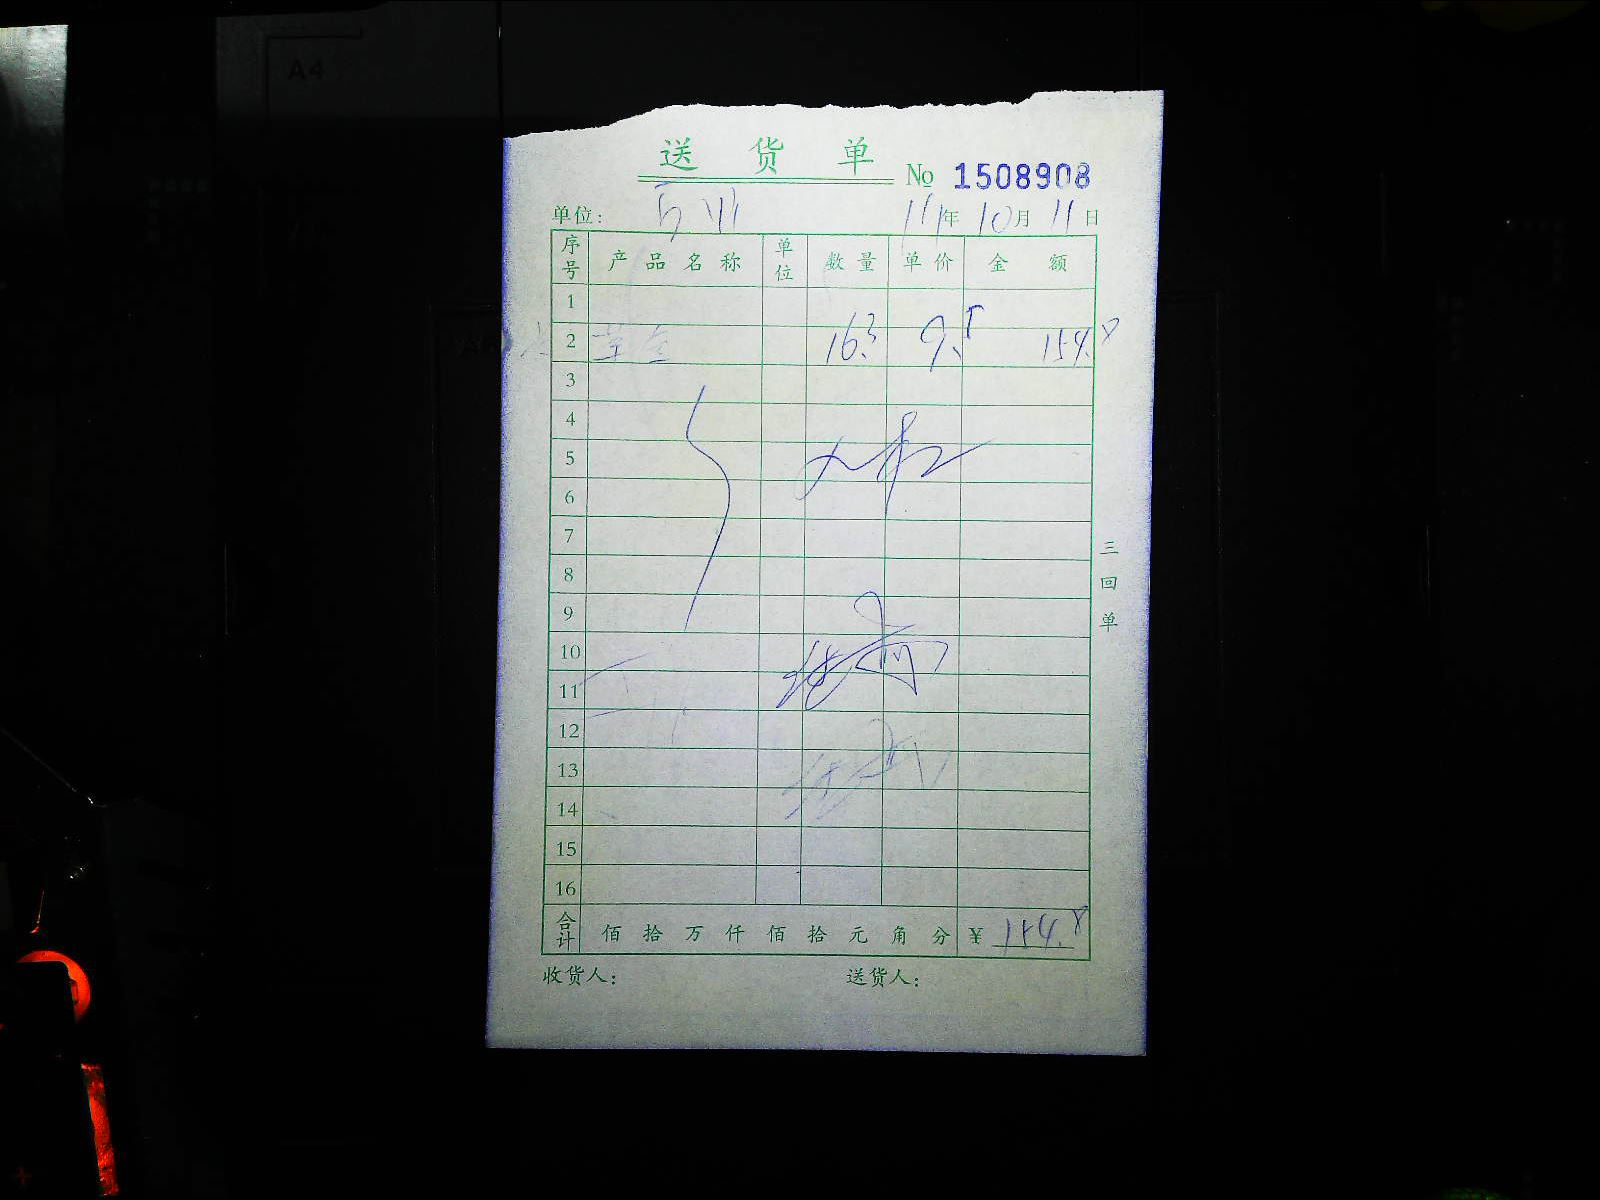 A4
送货单 № 1508908
单位： 年 10月 11日
序号 产品名称 单位 数量 单价 金额
1
2 16.3 9.5 154.8
3
4
5
6
7
8
9
10
11
12
13
14
15
16
合计 佰拾万仟佰拾元角分 ¥ 154.8
收货人： 送货人：
三回单